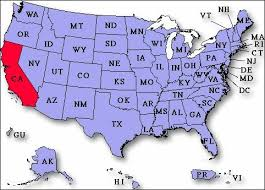 VT NH
WA MT ND MN ME
OR ID SD WI MI NY MA
WY RI
NV NE IA PA CT
CA UT CO IL IN OH NJ
KS MO KY WV VA DE
MD
AZ NM OK AR TN NC DC
SC
MS AL GA
TX LA
GU FL
AK HI PR VI